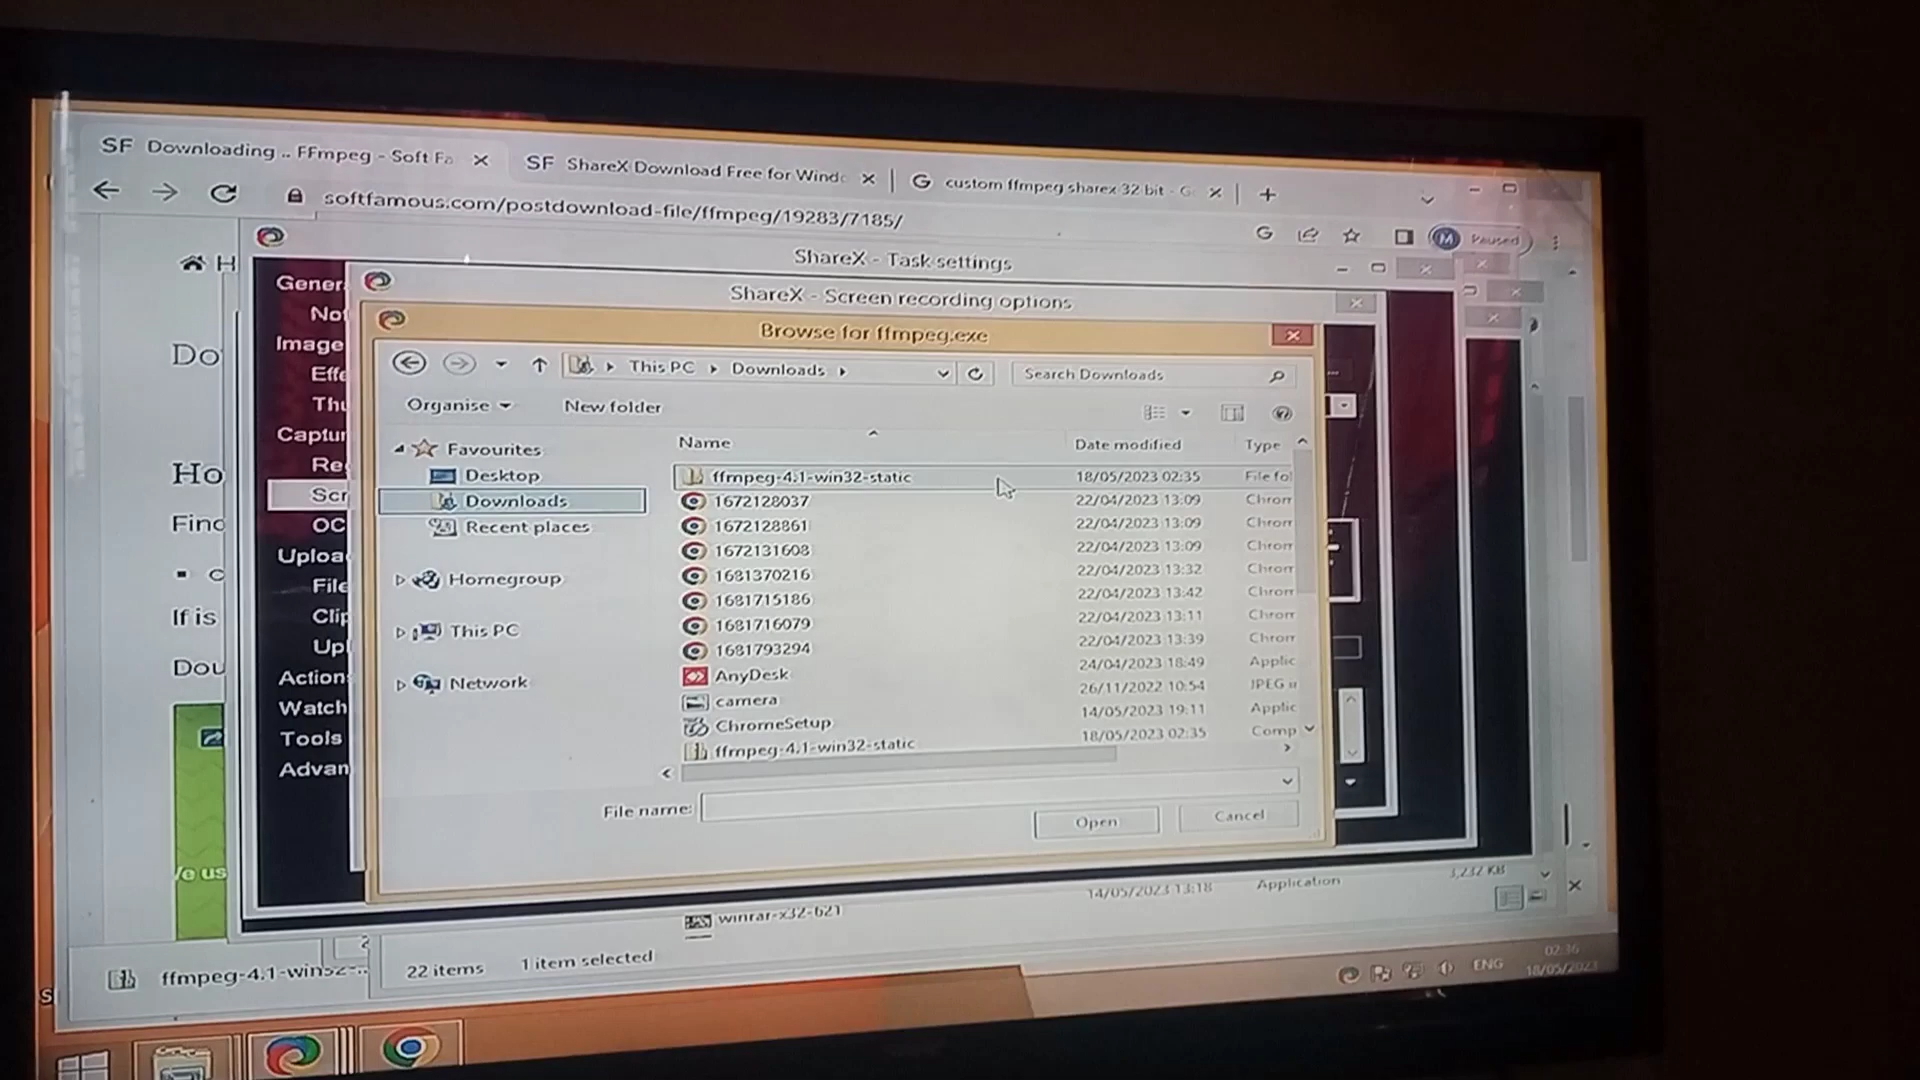 SF Downloading .. FFmpeg - Soft Fa
SF ShareX Download Free for Windo
G custom ffmpeg sharex 32 bit - G
softfamous.com/postdownload-file/ffmpeg/19283/7185/
G
M Paused
H
ShareX - Task settings
ShareX - Screen recording options
Browse for ffmpeg.exe
This PC
Downloads
Search Downloads
Organise
New folder
Favourites
Desktop
Downloads
Recent places
Homegroup
This PC
Network
Name
Date modified
Type
ffmpeg-4.1-win32-static
18/05/2023 02:35
File fo
1672128037
22/04/2023 13:09
Chrom
1672128861
22/04/2023 13:09
Chrom
1672131608
22/04/2023 13:09
Chrom
1681370216
22/04/2023 13:32
Chrom
1681715186
22/04/2023 13:42
Chrom
1681716079
22/04/2023 13:11
Chrom
1681793294
22/04/2023 13:39
Chrom
AnyDesk
24/04/2023 18:49
Applic
camera
26/11/2022 10:54
JPEG
ChromeSetup
14/05/2023 19:11
Applic
ffmpeg-4.1-win32-static
18/05/2023 02:35
Comp
File name:
Open
Cancel
Gener
Not
Image
Effe
Thu
Captur
Re
Scr
OC
Uploa
File
Clip
Upl
Action
Watch
Tools
Advan
Do
Ho
Find
C
If is
Dou
We us
winrar-x32-621
14/05/2023 13:18
Application
3,232 KB
22 items
1 item selected
ffmpeg-4.1-win32-...
ENG
02:36
18/05/2023